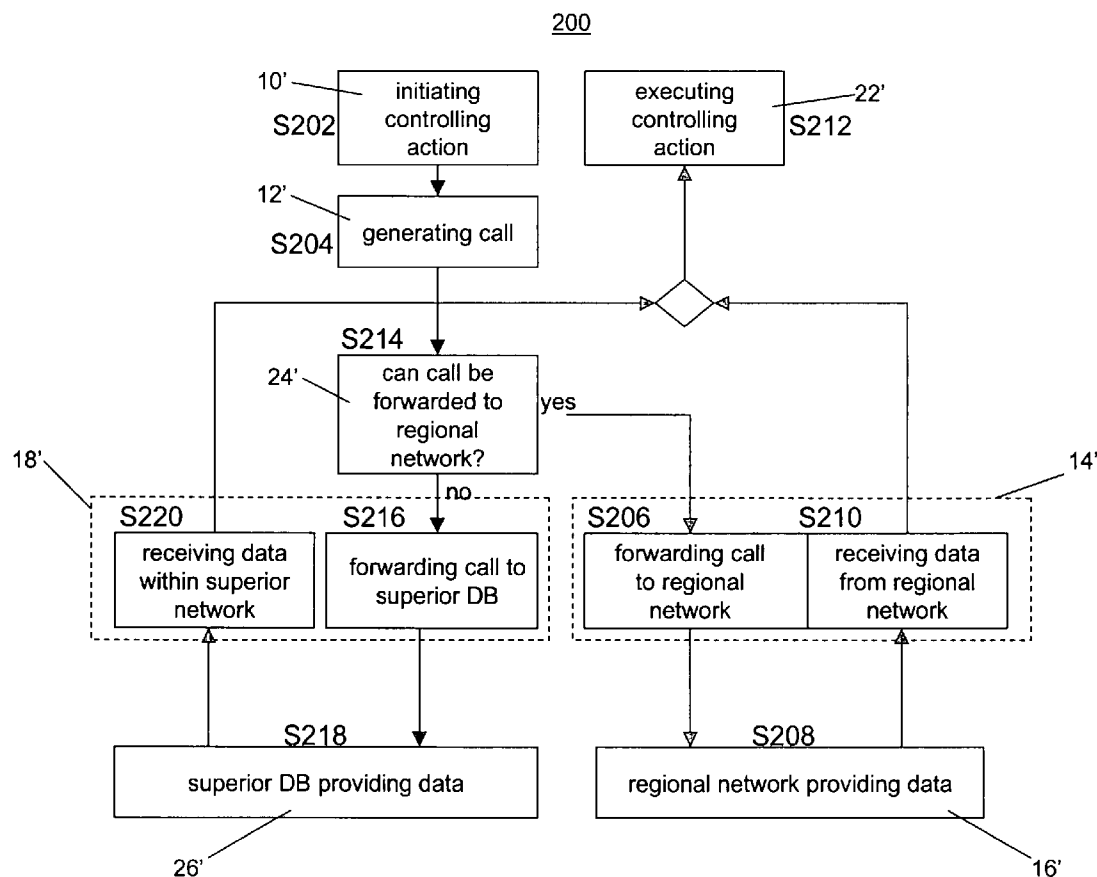 200
10’
initiating
controlling
action
S202
executing
controlling
action
22’
S212
12’
generating call
S204
S214
24’
can call be
forwarded to
regional
network?
yes
no
18’
14’
S220
receiving data
within superior
network
S216
forwarding call to
superior DB
S206
forwarding call
to regional
network
S210
receiving data
from regional
network
S218
superior DB providing data
S208
regional network providing data
26’
16’